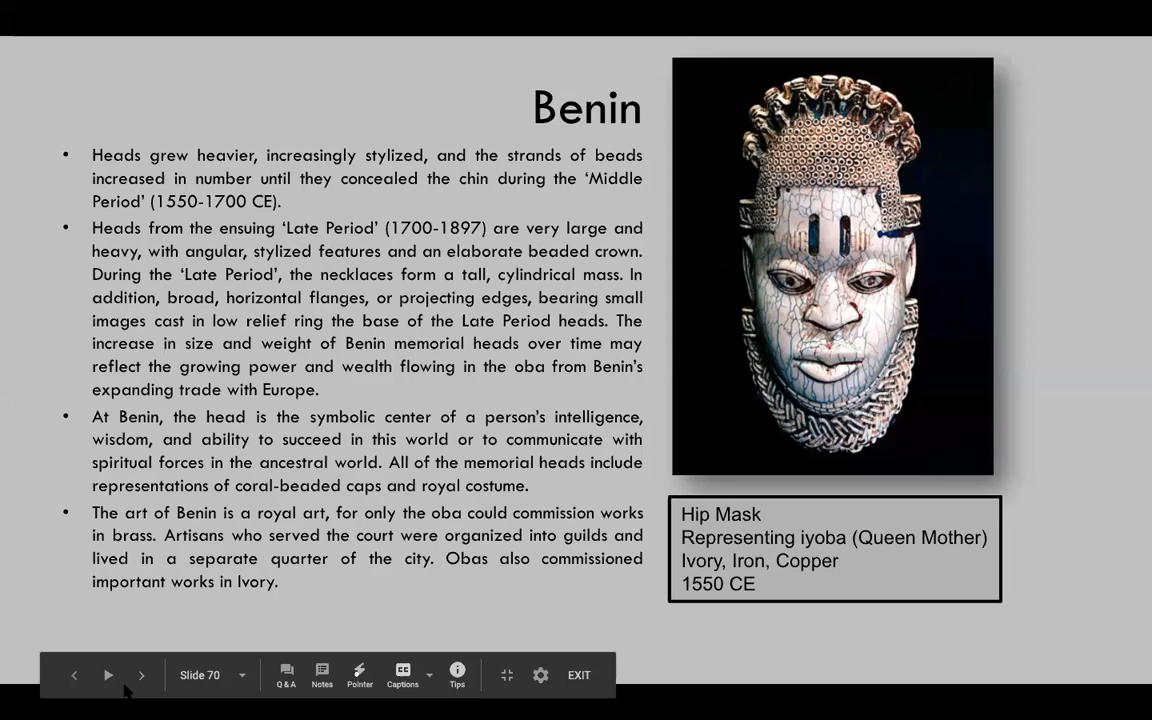 Benin
• Heads grew heavier, increasingly stylized, and the strands of beads
increased in number until they concealed the chin during the ‘Middle
Period’ (1550-1700 CE).
• Heads from the ensuing ‘Late Period’ (1700-1897) are very large and
heavy, with angular, stylized features and an elaborate beaded crown.
During the ‘Late Period’, the necklaces form a tall, cylindrical mass. In
addition, broad, horizontal flanges, or projecting edges, bearing small
images cast in low relief ring the base of the Late Period heads. The
increase in size and weight of Benin memorial heads over time may
reflect the growing power and wealth flowing in the oba from Benin’s
expanding trade with Europe.
• At Benin, the head is the symbolic center of a person’s intelligence,
wisdom, and ability to succeed in this world or to communicate with
spiritual forces in the ancestral world. All of the memorial heads include
representations of coral-beaded caps and royal costume.
• The art of Benin is a royal art, for only the oba could commission works
in brass. Artisans who served the court were organized into guilds and
lived in a separate quarter of the city. Obas also commissioned
important works in Ivory.
Hip Mask
Representing iyoba (Queen Mother)
Ivory, Iron, Copper
1550 CE
Slide 70
Q & A
Notes
Pointer
CC
Captions
Tips
EXIT